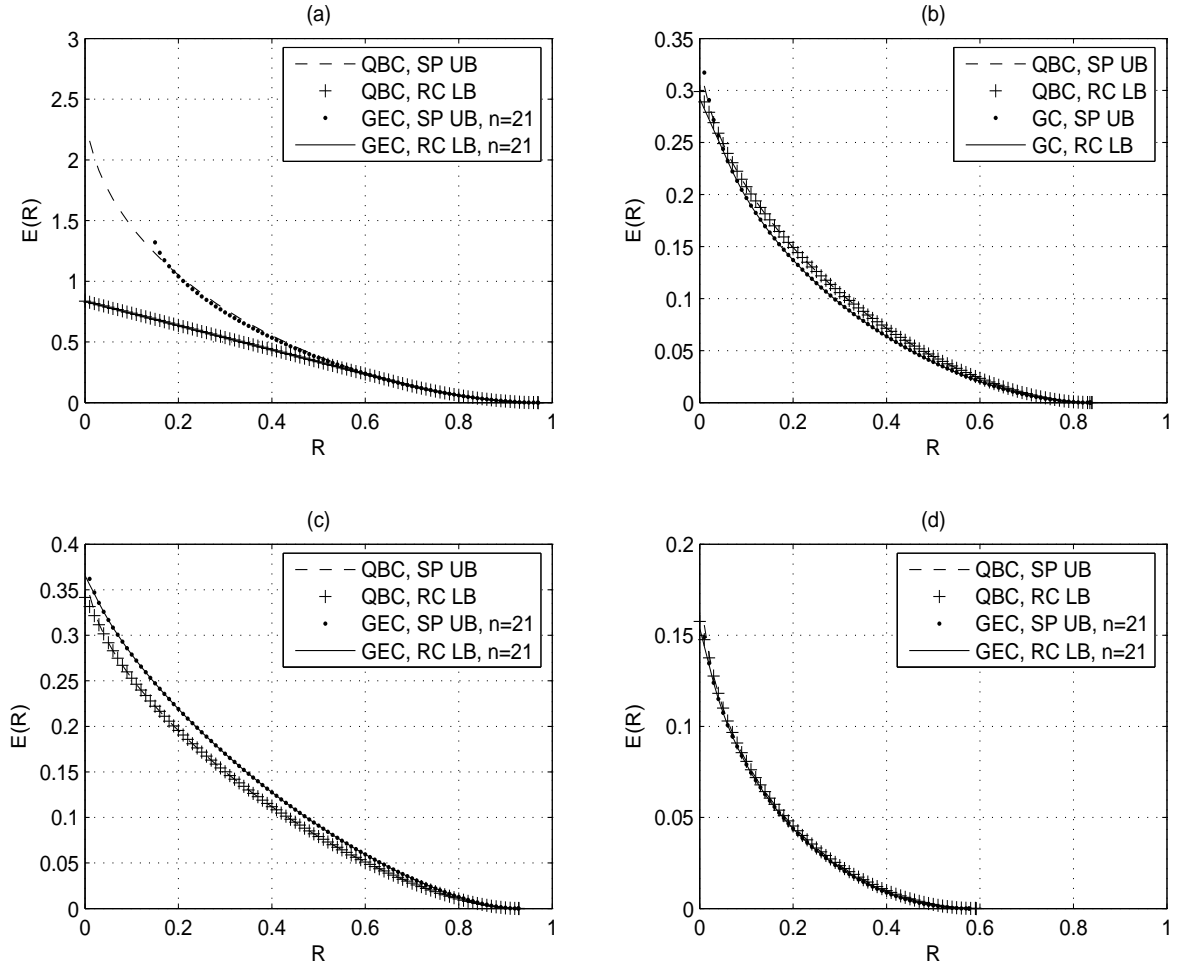 (a)
3
2.5
2
1.5
1
0.5
0
E(R)
0
0.2
0.4
0.6
0.8
1
R
QBC, SP UB
QBC, RC LB
GEC, SP UB, n=21
GEC, RC LB, n=21
(b)
0.35
0.3
0.25
0.2
0.15
0.1
0.05
0
E(R)
0
0.2
0.4
0.6
0.8
1
R
QBC, SP UB
QBC, RC LB
GC, SP UB
GC, RC LB
(c)
0.4
0.35
0.3
0.25
0.2
0.15
0.1
0.05
0
E(R)
0
0.2
0.4
0.6
0.8
1
R
QBC, SP UB
QBC, RC LB
GEC, SP UB, n=21
GEC, RC LB, n=21
(d)
0.2
0.15
0.1
0.05
0
E(R)
0
0.2
0.4
0.6
0.8
1
R
QBC, SP UB
QBC, RC LB
GEC, SP UB, n=21
GEC, RC LB, n=21